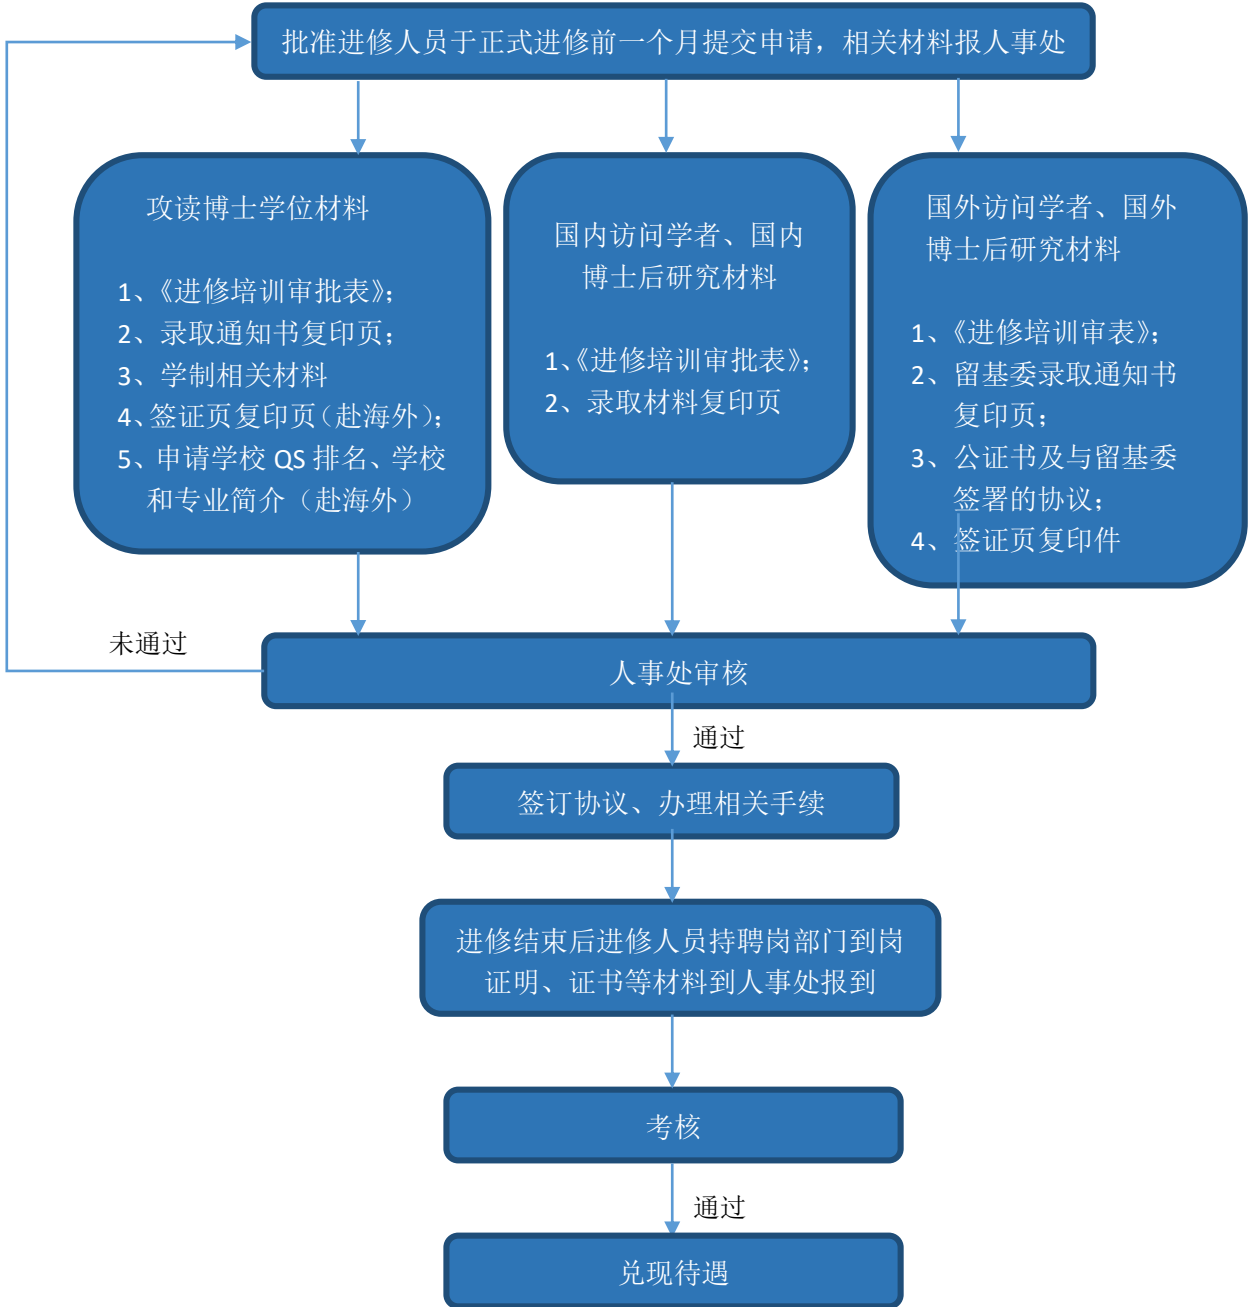 批准进修人员于正式进修前一个月提交申请，相关材料报人事处
攻读博士学位材料
1、《进修培训审批表》；
2、录取通知书复印页；
3、学制相关材料
4、签证页复印页（赴海外）；
5、申请学校 QS 排名、学校
和专业简介（赴海外）
国内访问学者、国内
博士后研究材料
1、《进修培训审批表》；
2、录取材料复印页
国外访问学者、国外
博士后研究材料
1、《进修培训审表》；
2、留基委录取通知书
复印页；
3、公证书及与留基委
签署的协议；
4、签证页复印件
未通过
人事处审核
通过
签订协议、办理相关手续
进修结束后进修人员持聘岗部门到岗
证明、证书等材料到人事处报到
考核
通过
兑现待遇